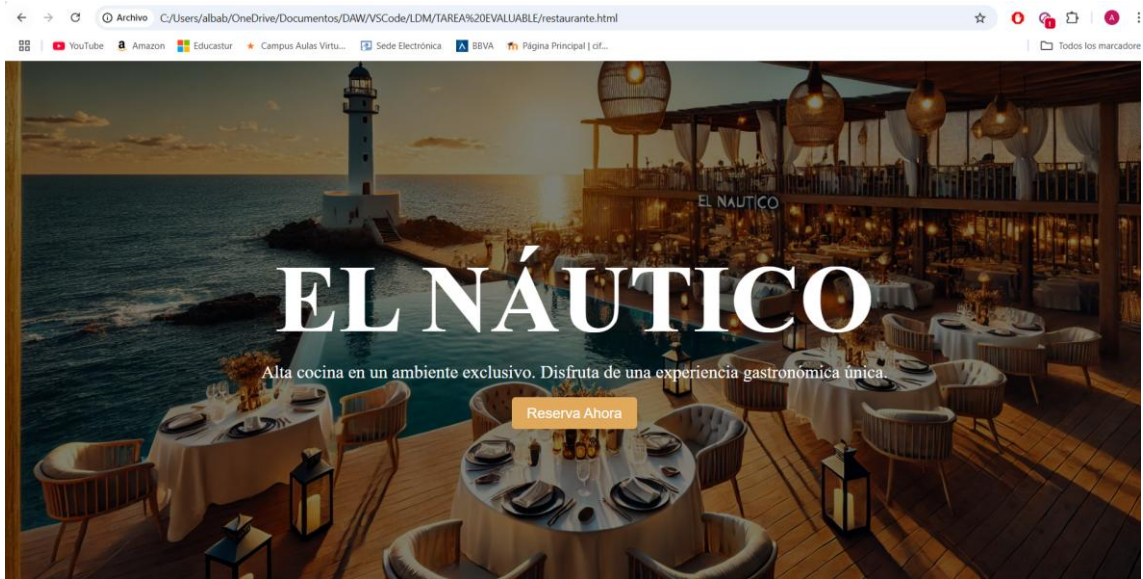 Archivo C:/Users/albab/OneDrive/Documentos/DAW/VSCode/LDM/TAREA%20EVALUABLE/restaurante.html
YouTube Amazon Educastur Campus Aulas Virtu... Sede Electrónica BBVA Página Principal | cif... Todos los marcadore
EL NAUTICO
EL NÁUTICO
Alta cocina en un ambiente exclusivo. Disfruta de una experiencia gastronómica única.
Reserva Ahora